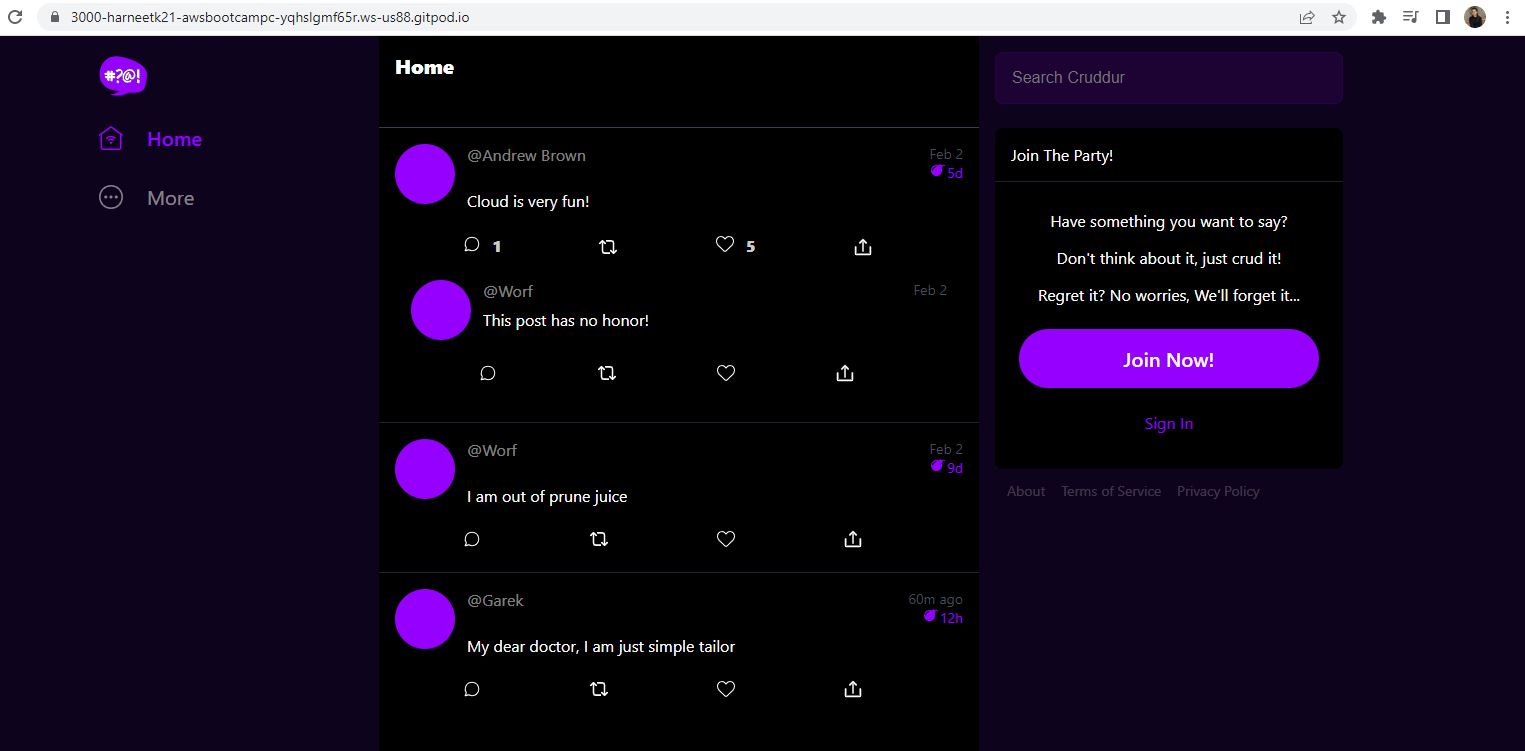 3000-harneetk21-awsbootcampc-yqhslgmf65r.ws-us88.gitpod.io
#?@!
Home
More
Home
@Andrew Brown
Feb 2
5d
Cloud is very fun!
1
5
@Worf
Feb 2
This post has no honor!
@Worf
Feb 2
9d
I am out of prune juice
@Garek
60m ago
12h
My dear doctor, I am just simple tailor
Search Cruddur
Join The Party!
Have something you want to say?
Don't think about it, just crud it!
Regret it? No worries, We'll forget it...
Join Now!
Sign In
About Terms of Service Privacy Policy